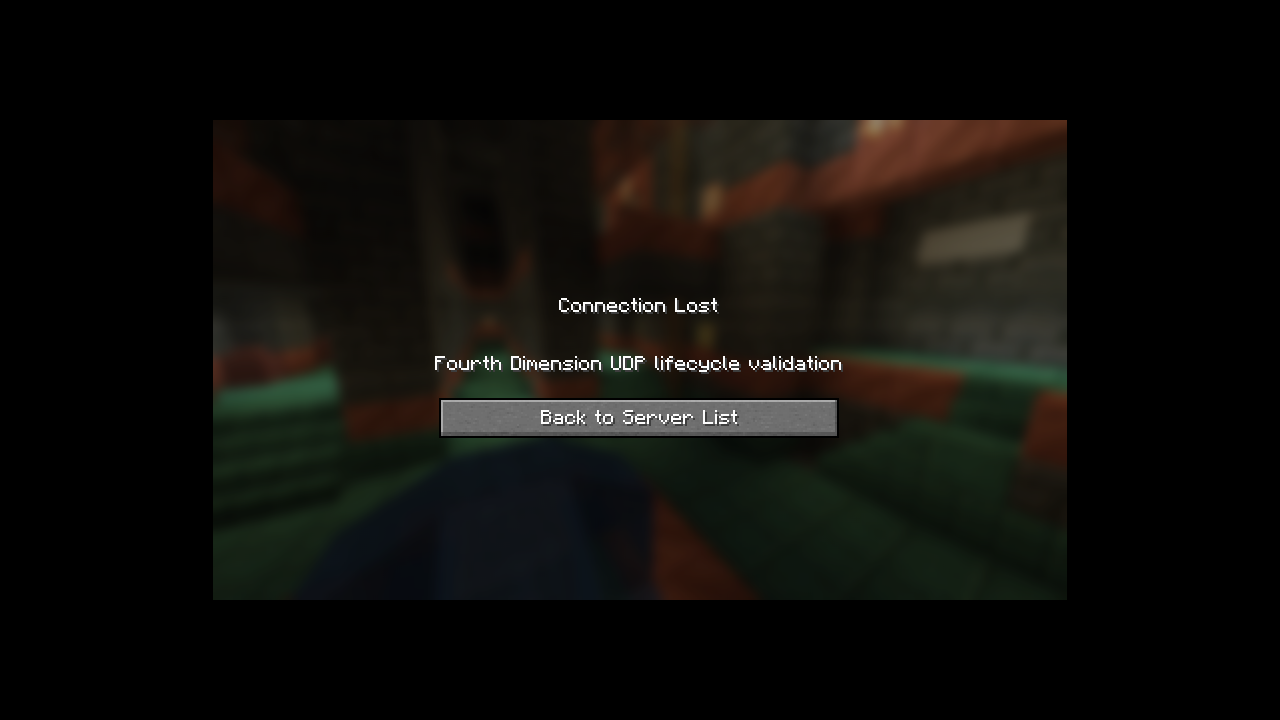 Connection Lost
Fourth Dimension UDP lifecycle validation
Back to Server List